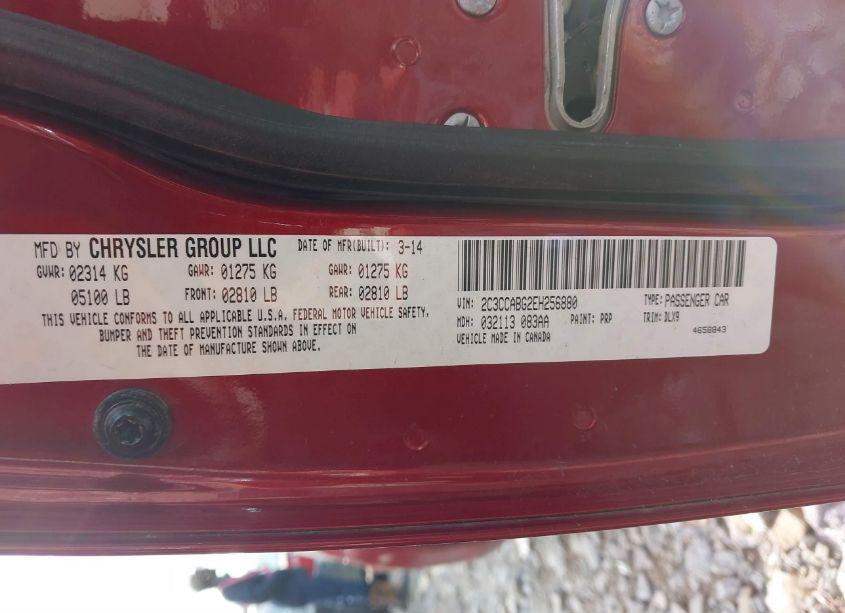 MFD BY CHRYSLER GROUP LLC DATE OF MFR(BUILT): 3-14
GVWR: 02314 KG GAWR: 01275 KG GAWR: 01275 KG
05100 LB FRONT: 02810 LB REAR: 02810 LB
THIS VEHICLE CONFORMS TO ALL APPLICABLE U.S.A. FEDERAL MOTOR VEHICLE SAFETY,
BUMPER AND THEFT PREVENTION STANDARDS IN EFFECT ON
THE DATE OF MANUFACTURE SHOWN ABOVE.
VIN: 2C3CCABG2EH256880 TYPE: PASSENGER CAR
MDH: 032113 083AA PAINT: PRP TRIM: DLX9
VEHICLE MADE IN CANADA 4658843